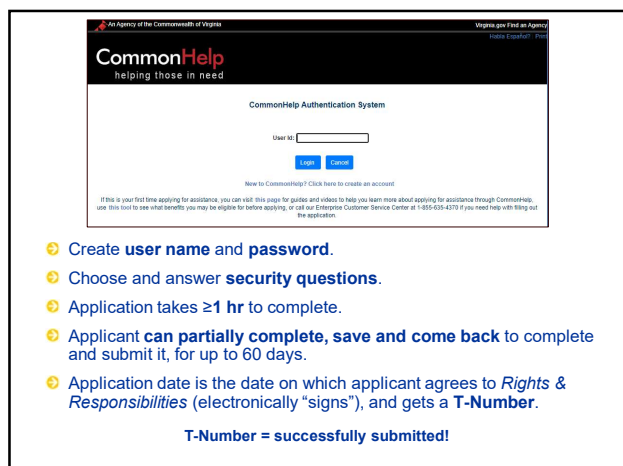 An Agency of the Commonwealth of Virginia
Virginia.gov Find an Agency
Habla Español? Print
CommonHelp
helping those in need
CommonHelp Authentication System
User Id:
Login Cancel
New to CommonHelp? Click here to create an account
If this is your first time applying for assistance, you can visit this page for guides and videos to help you learn more about applying for assistance through CommonHelp,
use this tool to see what benefits you may be eligible for before applying, or call our Enterprise Customer Service Center at 1-855-635-4370 if you need help with filling out
the application.
Create user name and password.
Choose and answer security questions.
Application takes ≥1 hr to complete.
Applicant can partially complete, save and come back to complete
and submit it, for up to 60 days.
Application date is the date on which applicant agrees to Rights &
Responsibilities (electronically “signs”), and gets a T-Number.
T-Number = successfully submitted!